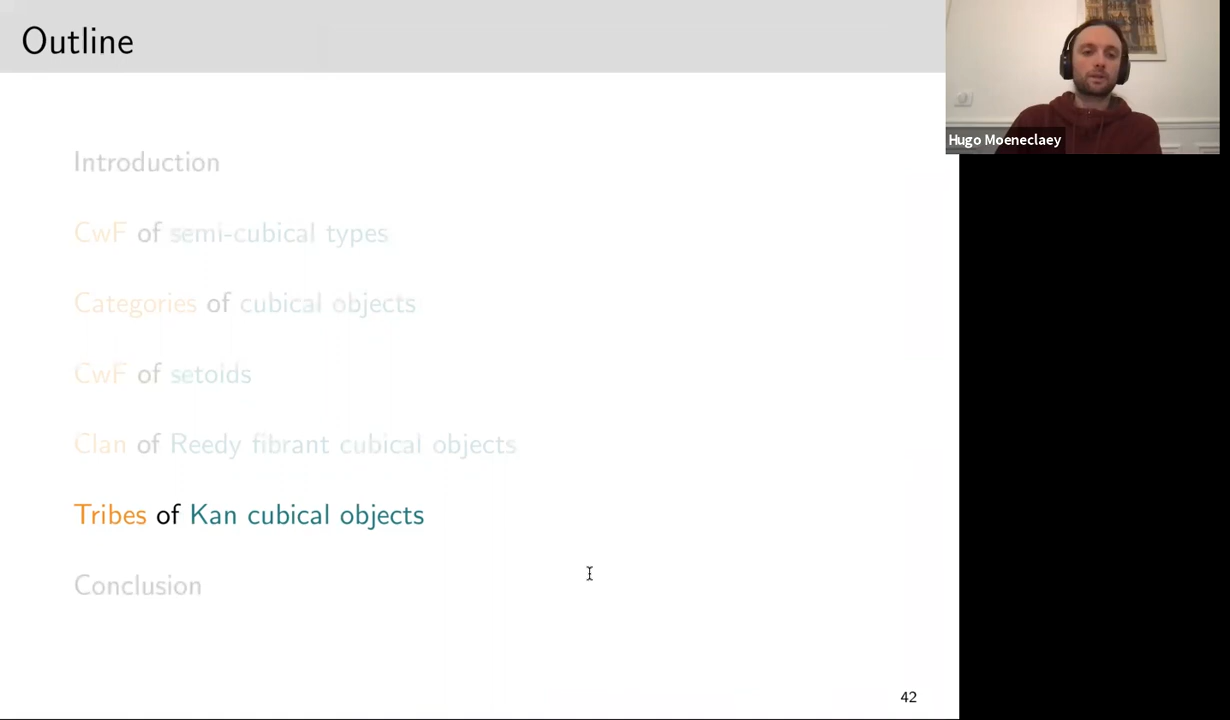 Outline
Introduction
CwF of semi-cubical types
Categories of cubical objects
CwF of setoids
Clan of Reedy fibrant cubical objects
Tribes of Kan cubical objects
Conclusion
42
Hugo Moeneclaey